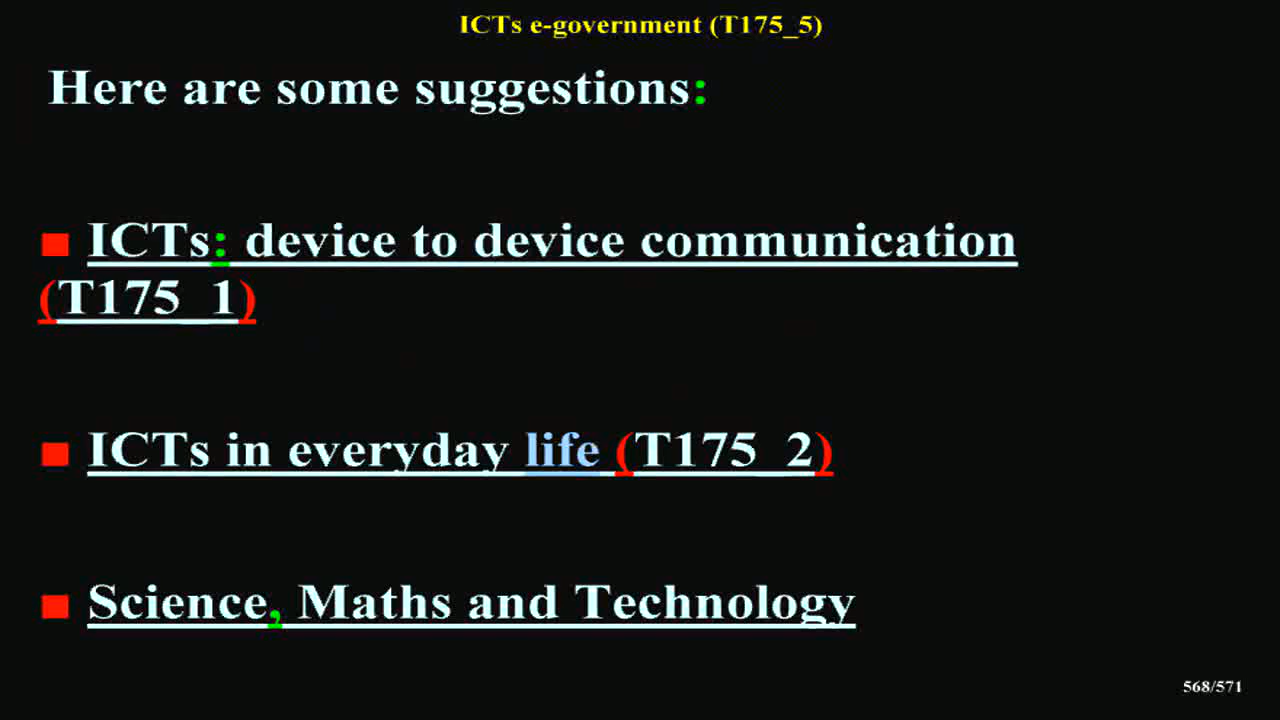 ICTs e-government (T175_5)
Here are some suggestions:
■ ICTs: device to device communication
(T175_1)
■ ICTs in everyday life (T175_2)
■ Science, Maths and Technology
568/571